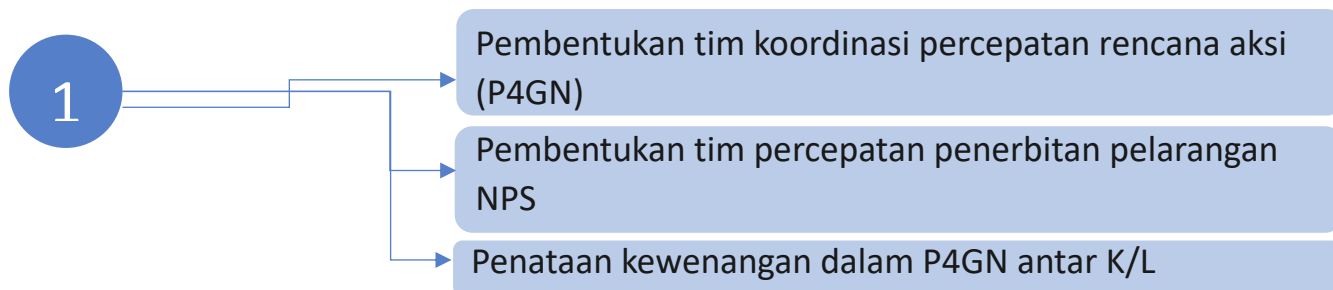 1
Pembentukan tim koordinasi percepatan rencana aksi
(P4GN)
Pembentukan tim percepatan penerbitan pelarangan
NPS
Penataan kewenangan dalam P4GN antar K/L